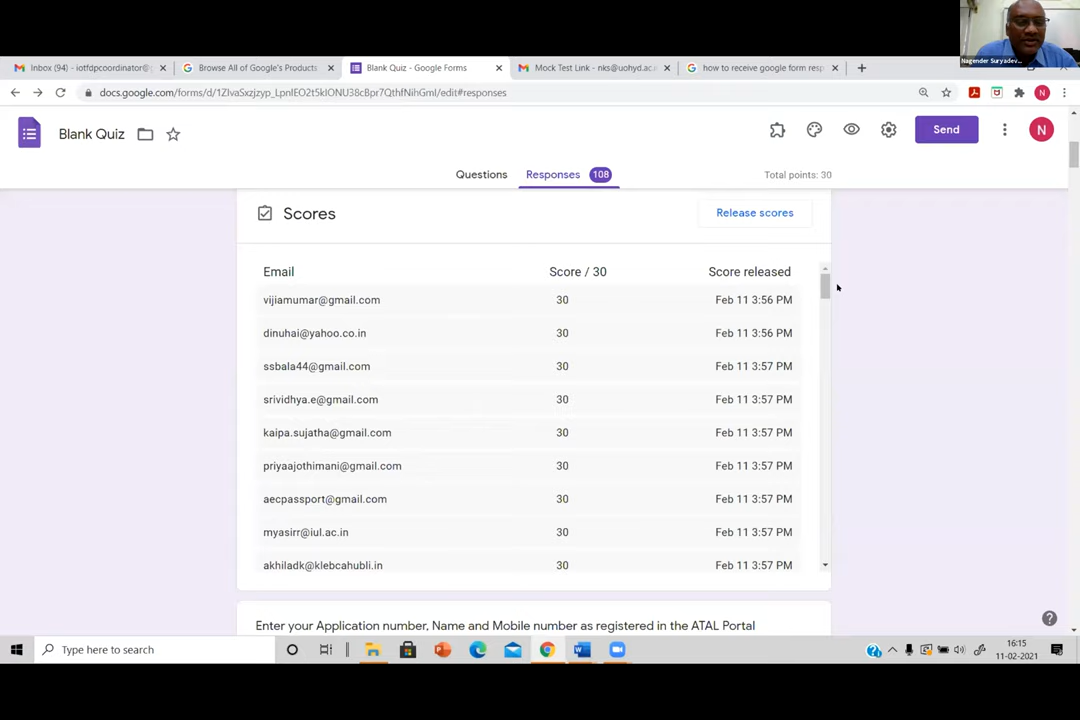 Nagender Suryadev...
Inbox (94) - iotfdpcoordinator@g
Browse All of Google's Products
Blank Quiz - Google Forms
Mock Test Link - nks@uohyd.ac.
how to receive google form resp
docs.google.com/forms/d/1ZIvaSxzjzyp_LpnIEO2t5kIONU38cBpr7QthfNihGmI/edit#responses
N
Blank Quiz
Send
N
Questions
Responses
108
Total points: 30
Scores
Release scores
Email
Score / 30
Score released
vijiamumar@gmail.com 30 Feb 11 3:56 PM
dinuhai@yahoo.co.in 30 Feb 11 3:56 PM
ssbala44@gmail.com 30 Feb 11 3:57 PM
srividhya.e@gmail.com 30 Feb 11 3:57 PM
kaipa.sujatha@gmail.com 30 Feb 11 3:57 PM
priyaajothimani@gmail.com 30 Feb 11 3:57 PM
aecpassport@gmail.com 30 Feb 11 3:57 PM
myasirr@iul.ac.in 30 Feb 11 3:57 PM
akhiladk@klebcahubli.in 30 Feb 11 3:57 PM
Enter your Application number, Name and Mobile number as registered in the ATAL Portal
Type here to search
16:15
11-02-2021